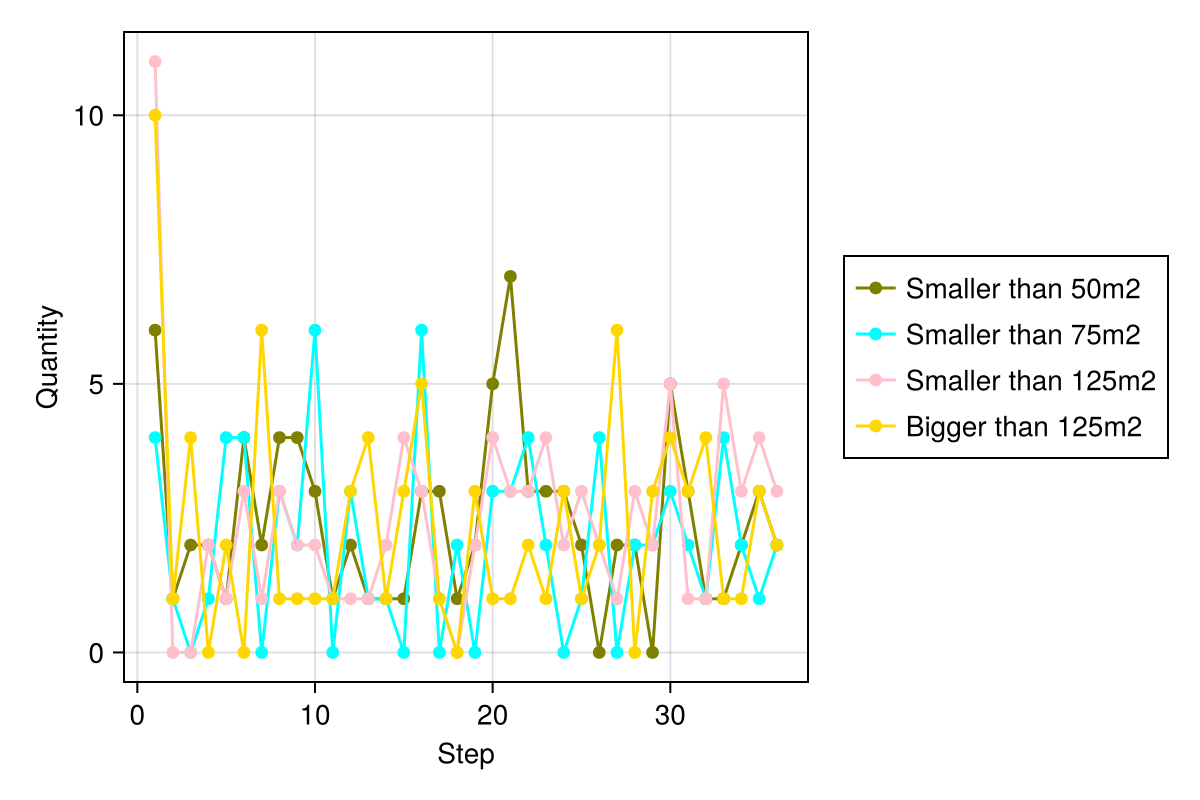 10
5
0
Quantity
0 10 20 30
Step
Smaller than 50m2
Smaller than 75m2
Smaller than 125m2
Bigger than 125m2